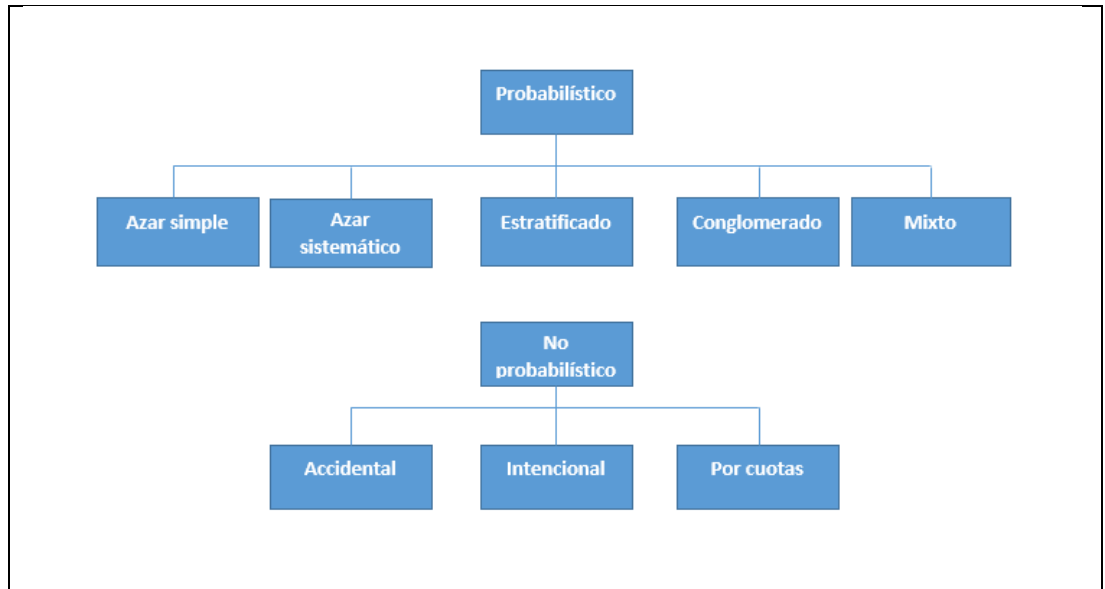 Probabilístico
Azar simple
Azar
sistemático
Estratificado
Conglomerado
Mixto
No
probabilístico
Accidental
Intencional
Por cuotas